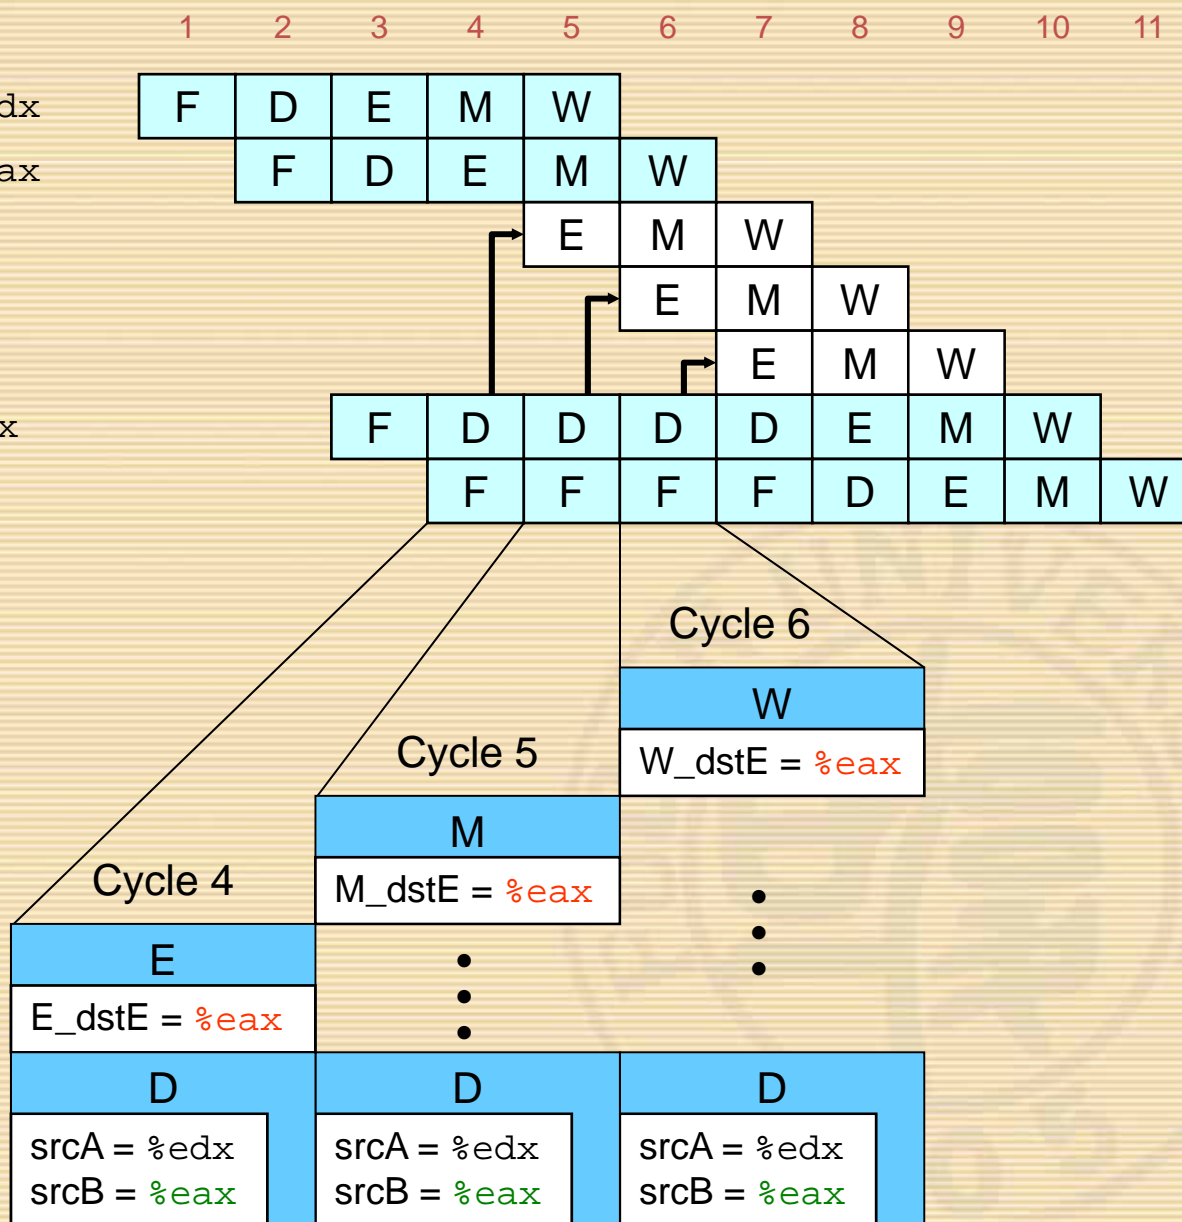 1 2 3 4 5 6 7 8 9 10 11
dx F D E M W
ax F D E M W
E M W
E M W
E M W
x F D D D D E M W
F F F F D E M W
Cycle 6
W
W_dstE = %eax
Cycle 5
M
M_dstE = %eax
Cycle 4
E
E_dstE = %eax
D D D
srcA = %edx srcA = %edx srcA = %edx
srcB = %eax srcB = %eax srcB = %eax